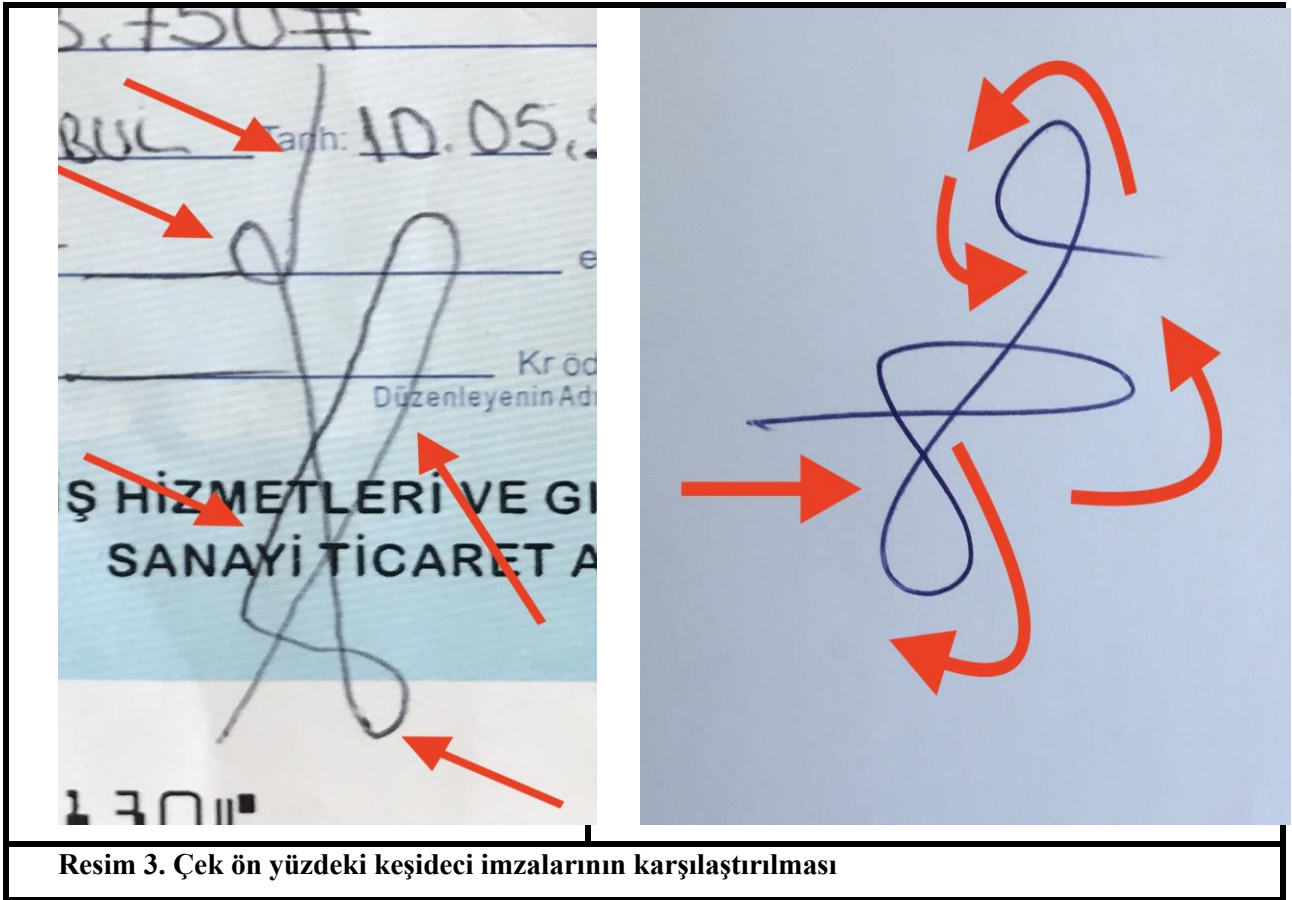 5.750#
BUL Tarih: 10.05.
e
Kr öd
Düzenleyenin Adı
Ş HİZMETLERİ VE GI
SANAYİ TİCARET A
170
Resim 3. Çek ön yüzdeki keşideci imzalarının karşılaştırılması